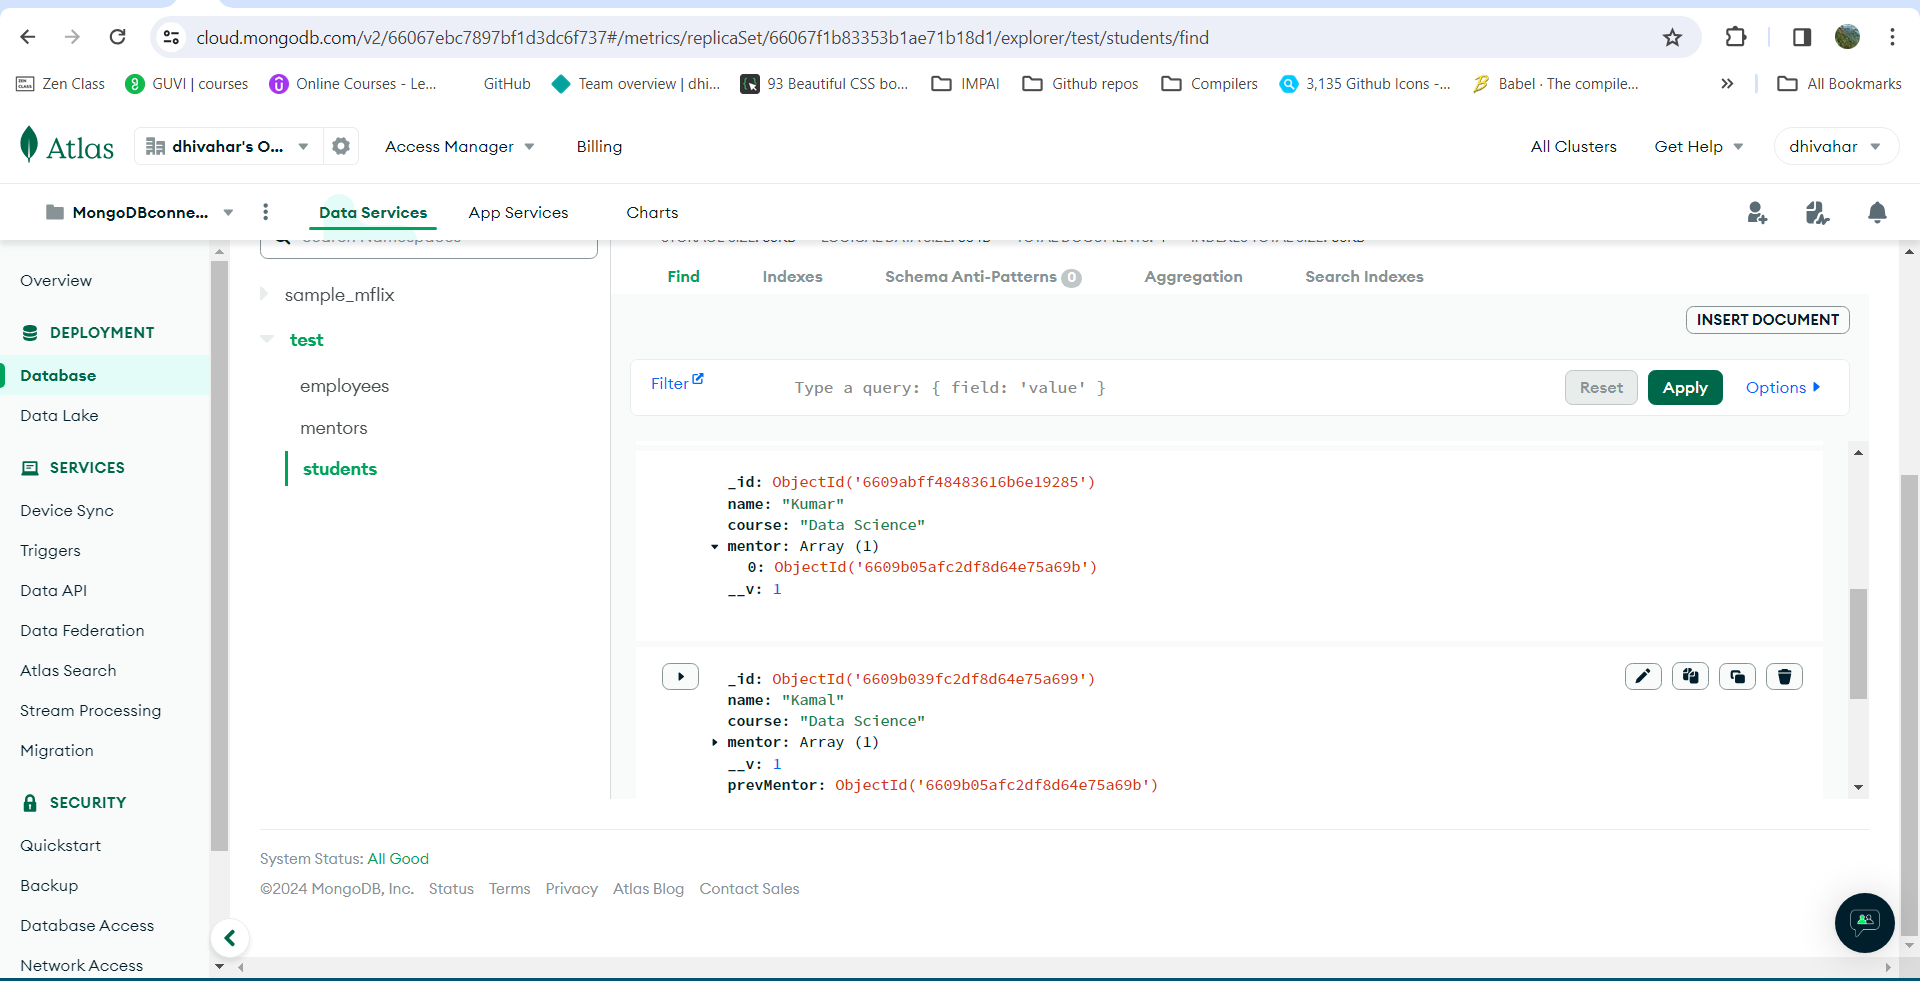 cloud.mongodb.com/v2/66067ebc7897bf1d3dc6f737#/metrics/replicaSet/66067f1b83353b1ae71b18d1/explorer/test/students/find
Zen Class
GUVI | courses
Online Courses - Le...
GitHub
Team overview | dhi...
93 Beautiful CSS bo...
IMPAI
Github repos
Compilers
3,135 Github Icons -...
Babel · The compile...
All Bookmarks
Atlas
dhivahar's O...
Access Manager
Billing
All Clusters
Get Help
dhivahar
MongoDBconne...
Data Services
App Services
Charts
Overview
DEPLOYMENT
Database
Data Lake
SERVICES
Device Sync
Triggers
Data API
Data Federation
Atlas Search
Stream Processing
Migration
SECURITY
Quickstart
Backup
Database Access
Network Access
sample_mflix
test
employees
mentors
students
Find
Indexes
Schema Anti-Patterns 0
Aggregation
Search Indexes
INSERT DOCUMENT
Filter
Type a query: { field: 'value' }
Reset
Apply
Options
_id: ObjectId('6609abff48483616b6e19285')
name: "Kumar"
course: "Data Science"
mentor: Array (1)
0: ObjectId('6609b05afc2df8d64e75a69b')
__v: 1
_id: ObjectId('6609b039fc2df8d64e75a699')
name: "Kamal"
course: "Data Science"
mentor: Array (1)
__v: 1
prevMentor: ObjectId('6609b05afc2df8d64e75a69b')
System Status: All Good
©2024 MongoDB, Inc.
Status
Terms
Privacy
Atlas Blog
Contact Sales